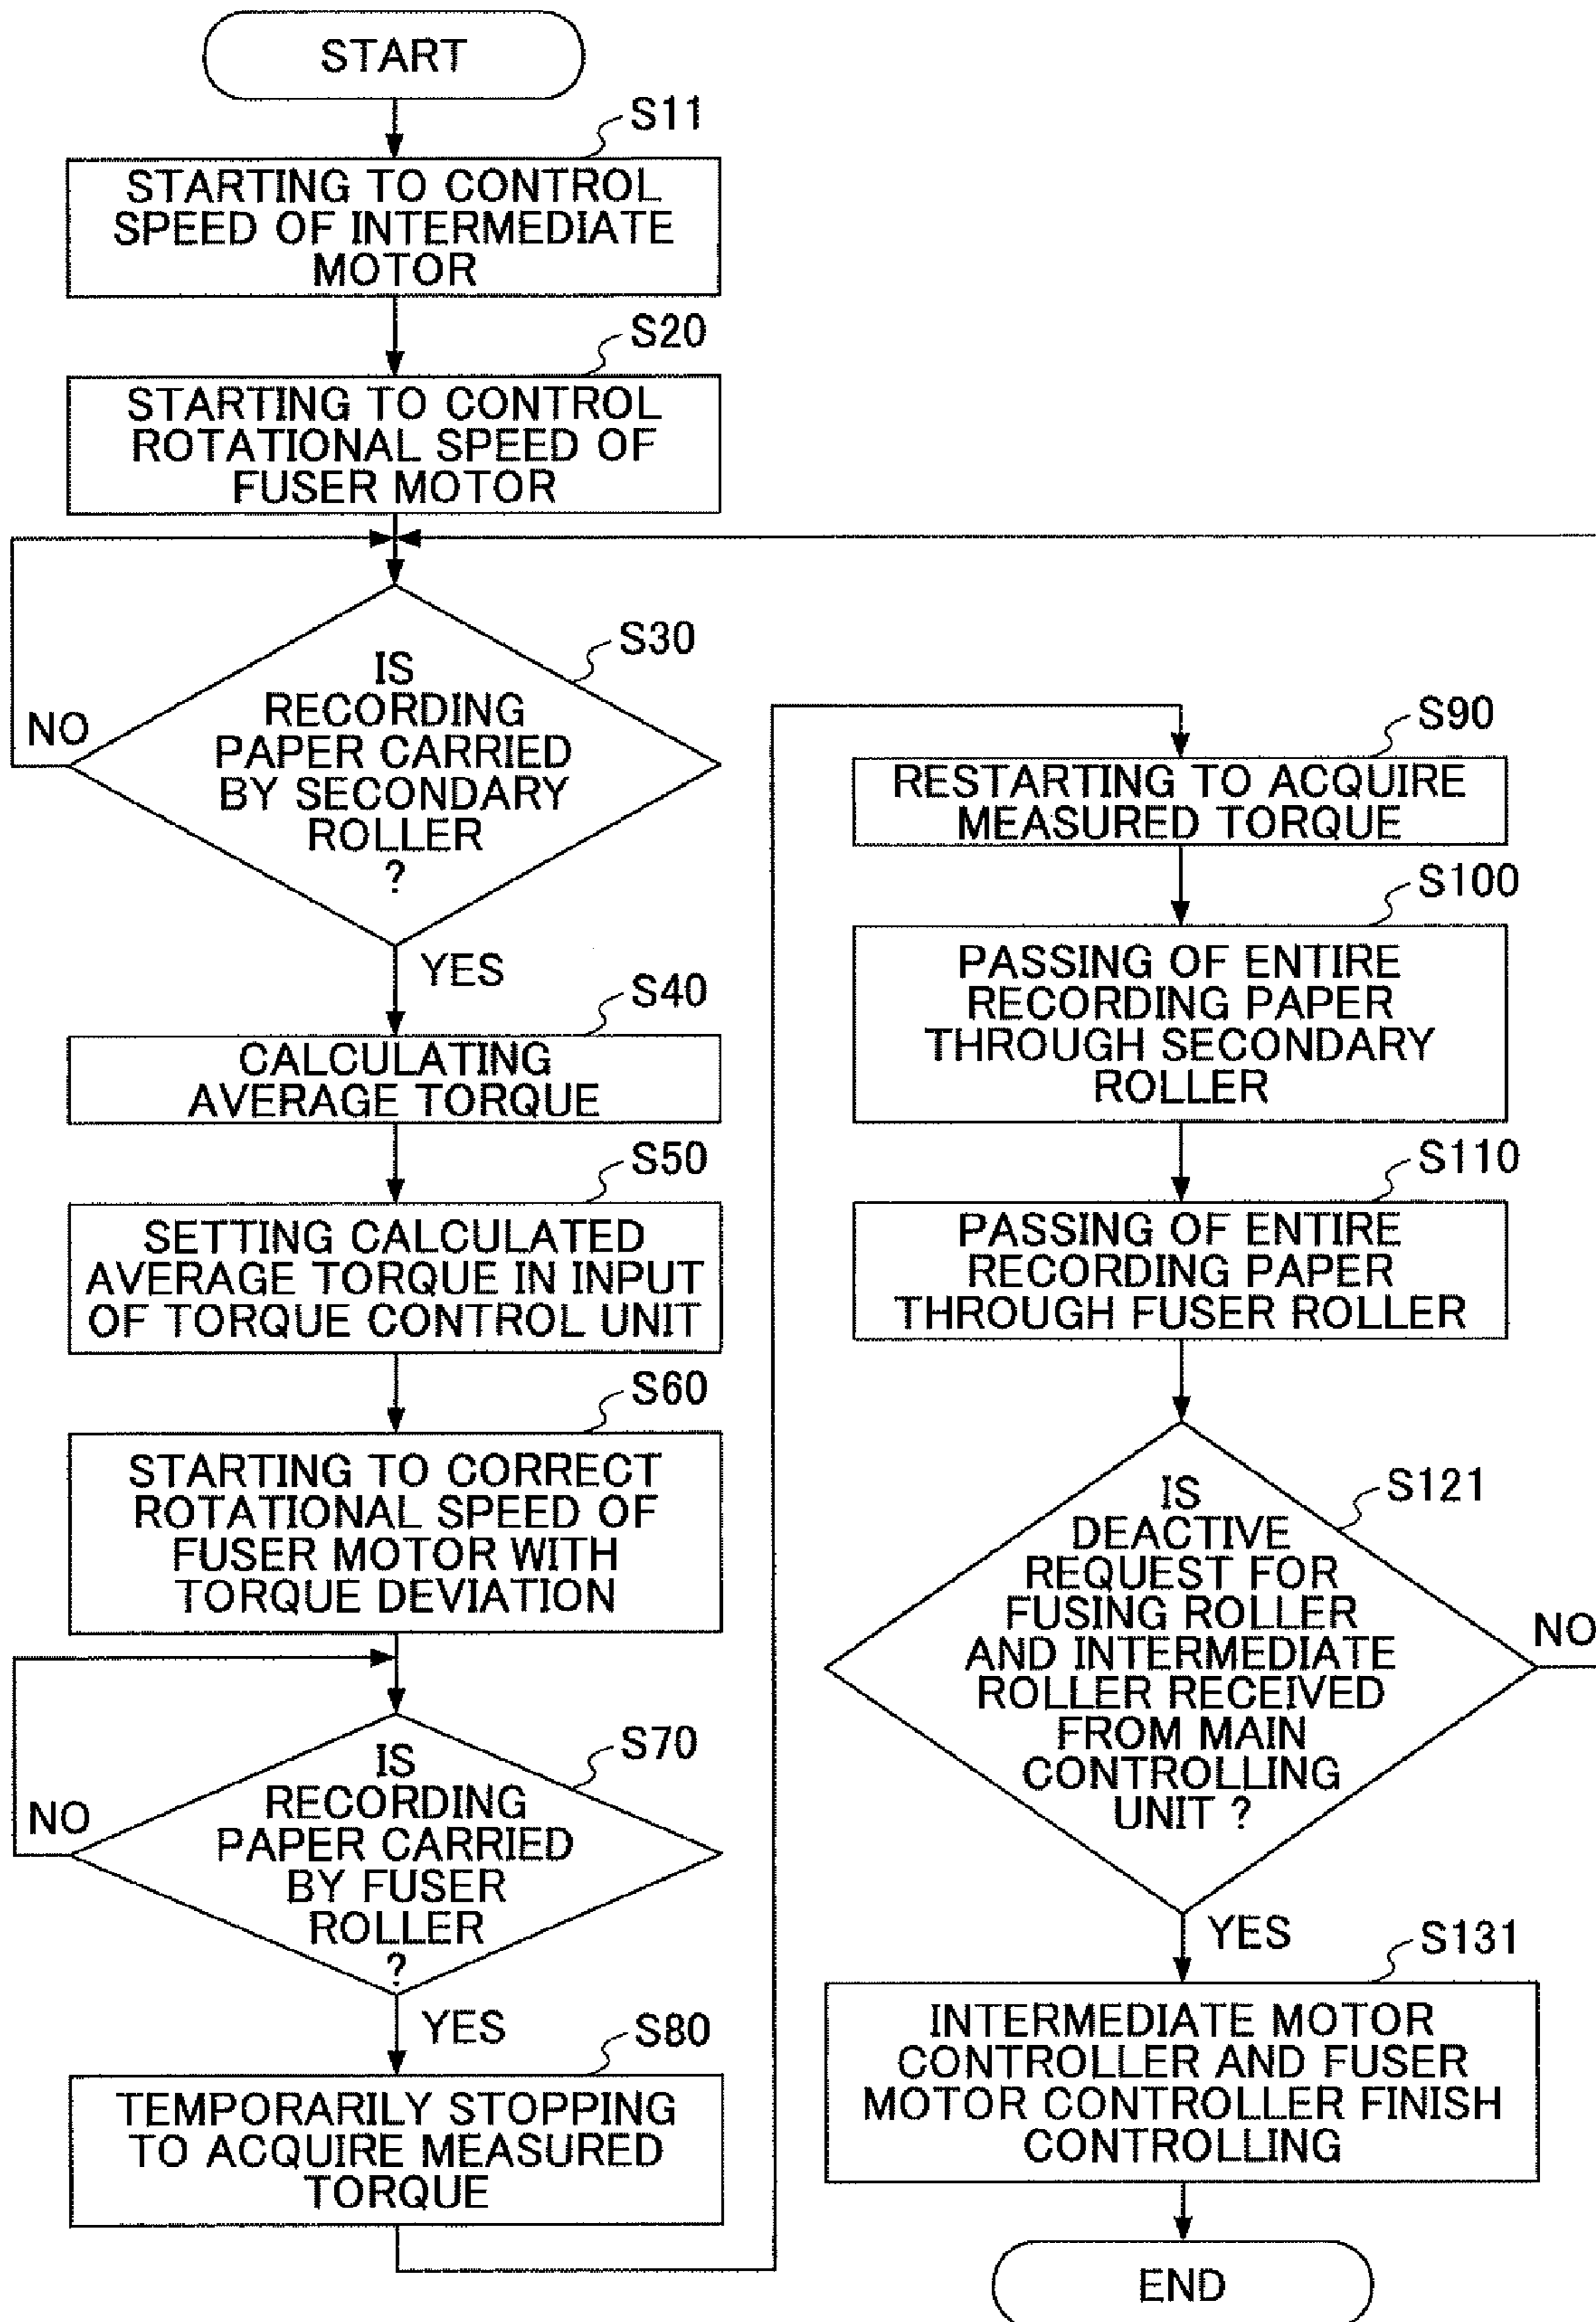 START
S11
STARTING TO CONTROL
SPEED OF INTERMEDIATE
MOTOR
S20
STARTING TO CONTROL
ROTATIONAL SPEED OF
FUSER MOTOR
S30
IS
RECORDING
PAPER CARRIED
BY SECONDARY
ROLLER
?
NO
YES
S40
CALCULATING
AVERAGE TORQUE
S50
SETTING CALCULATED
AVERAGE TORQUE IN INPUT
OF TORQUE CONTROL UNIT
S60
STARTING TO CORRECT
ROTATIONAL SPEED OF
FUSER MOTOR WITH
TORQUE DEVIATION
S70
IS
RECORDING
PAPER CARRIED
BY FUSER
ROLLER
?
NO
YES
S80
TEMPORARILY STOPPING
TO ACQUIRE MEASURED
TORQUE
S90
RESTARTING TO ACQUIRE
MEASURED TORQUE
S100
PASSING OF ENTIRE
RECORDING PAPER
THROUGH SECONDARY
ROLLER
S110
PASSING OF ENTIRE
RECORDING PAPER
THROUGH FUSER ROLLER
S121
IS
DEACTIVE
REQUEST FOR
FUSING ROLLER
AND INTERMEDIATE
ROLLER RECEIVED
FROM MAIN
CONTROLLING
UNIT ?
NO
YES
S131
INTERMEDIATE MOTOR
CONTROLLER AND FUSER
MOTOR CONTROLLER FINISH
CONTROLLING
END